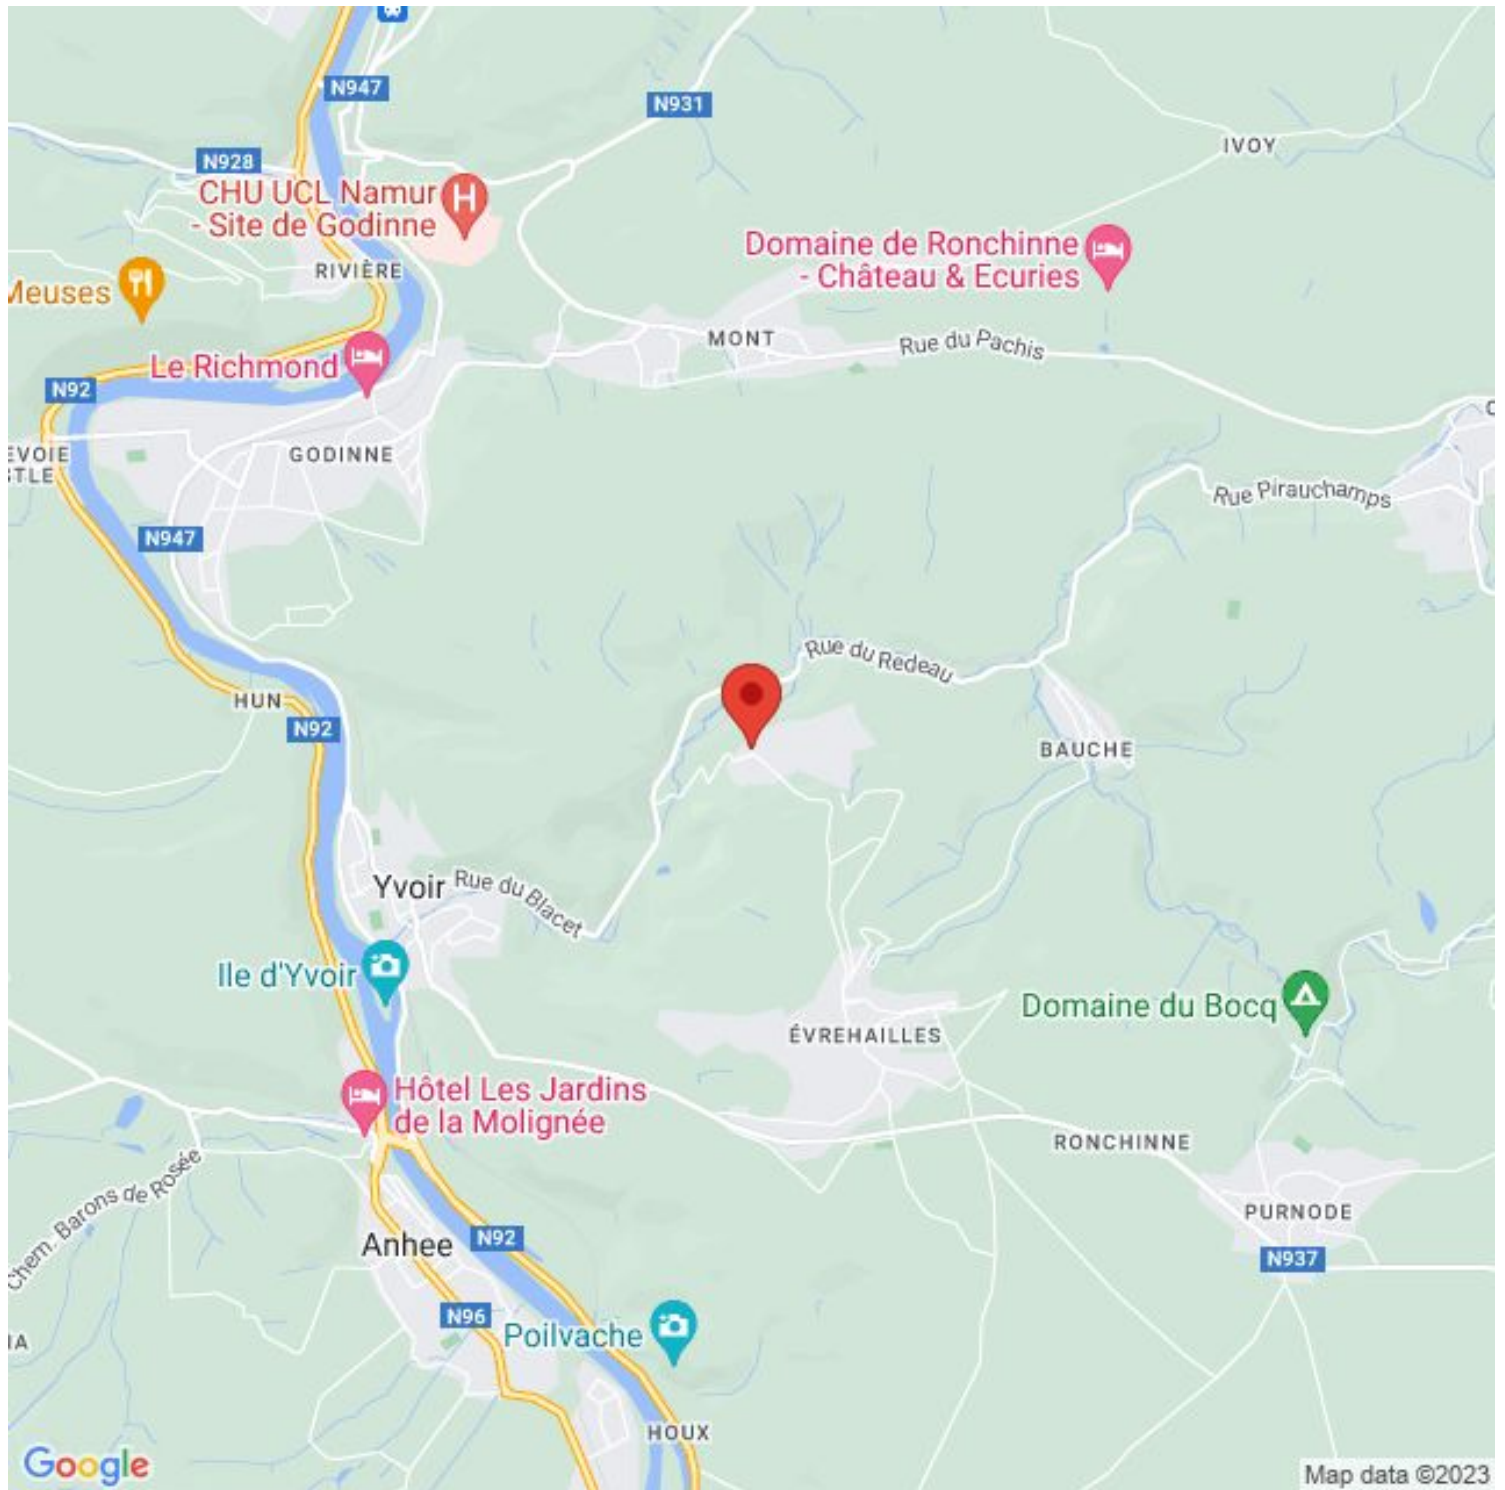 N947
N931
IVOY
N928
CHU UCL Namur
- Site de Godinne
Domaine de Ronchinne
- Château & Ecuries
RIVIÈRE
Meuses
MONT
Rue du Pachis
Le Richmond
N92
GODINNE
EVOIE
Rue Pirauchamps
N947
Rue du Redeau
HUN
N92
BAUCHE
Yvoir
Rue du Blacet
Ile d'Yvoir
Domaine du Bocq
ÉVREHAILLES
Hôtel Les Jardins
de la Molignée
RONCHINNE
Chem. Barons de Rosée
PURNODE
Anhee
N92
N937
N96
Poilvache
HOUX
Google
Map data ©2023